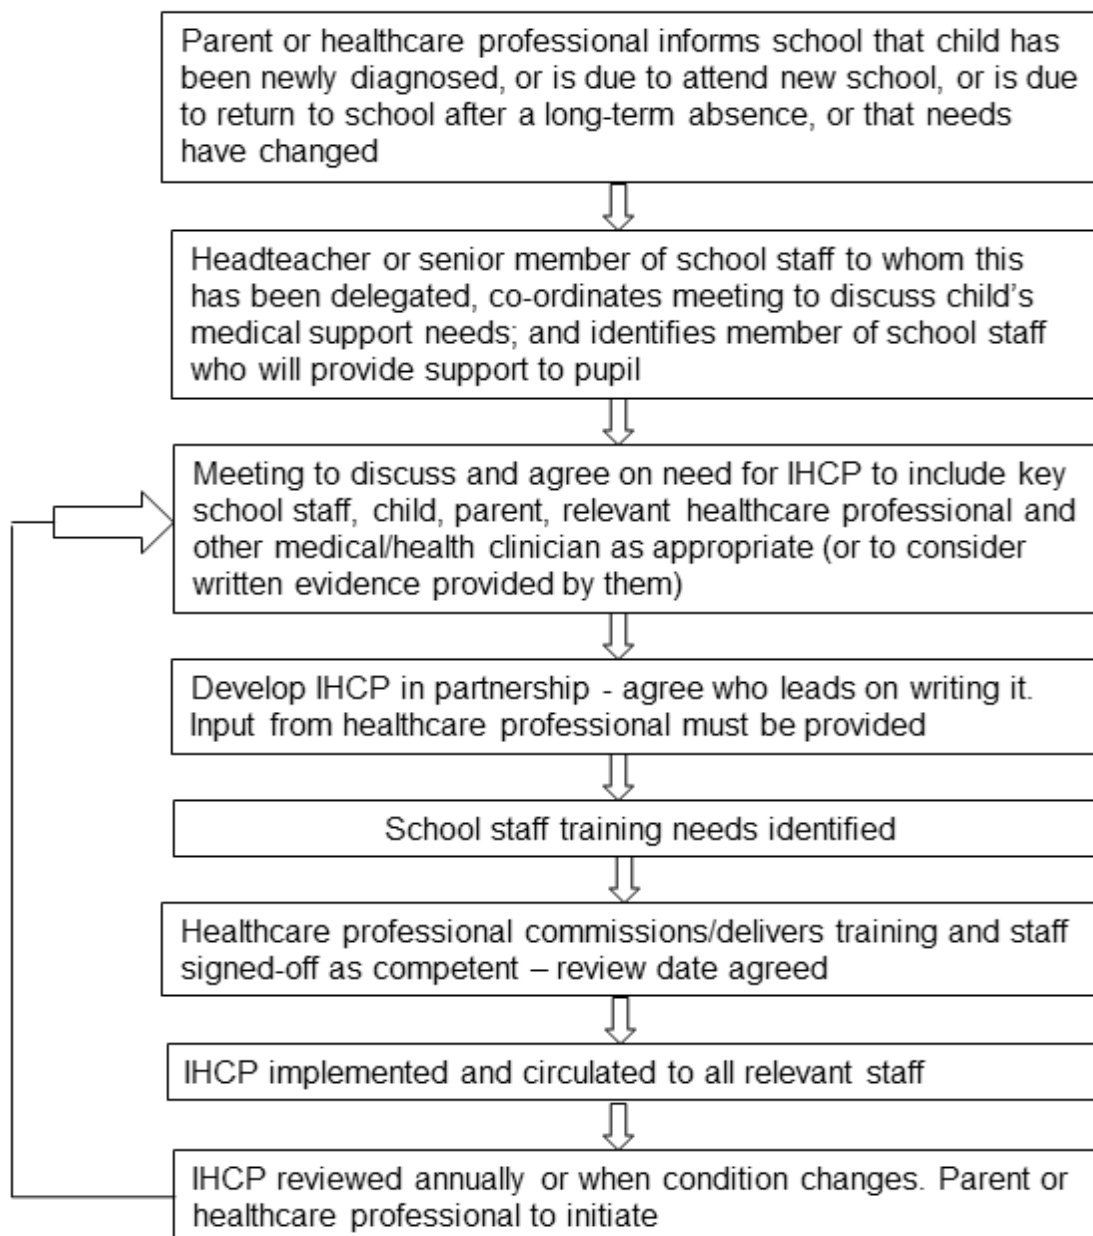 Parent or healthcare professional informs school that child has
been newly diagnosed, or is due to attend new school, or is due
to return to school after a long-term absence, or that needs
have changed
Headteacher or senior member of school staff to whom this
has been delegated, co-ordinates meeting to discuss child's
medical support needs; and identifies member of school staff
who will provide support to pupil
Meeting to discuss and agree on need for IHCP to include key
school staff, child, parent, relevant healthcare professional and
other medical/health clinician as appropriate (or to consider
written evidence provided by them)
Develop IHCP in partnership - agree who leads on writing it.
Input from healthcare professional must be provided
School staff training needs identified
Healthcare professional commissions/delivers training and staff
signed-off as competent – review date agreed
IHCP implemented and circulated to all relevant staff
IHCP reviewed annually or when condition changes. Parent or
healthcare professional to initiate